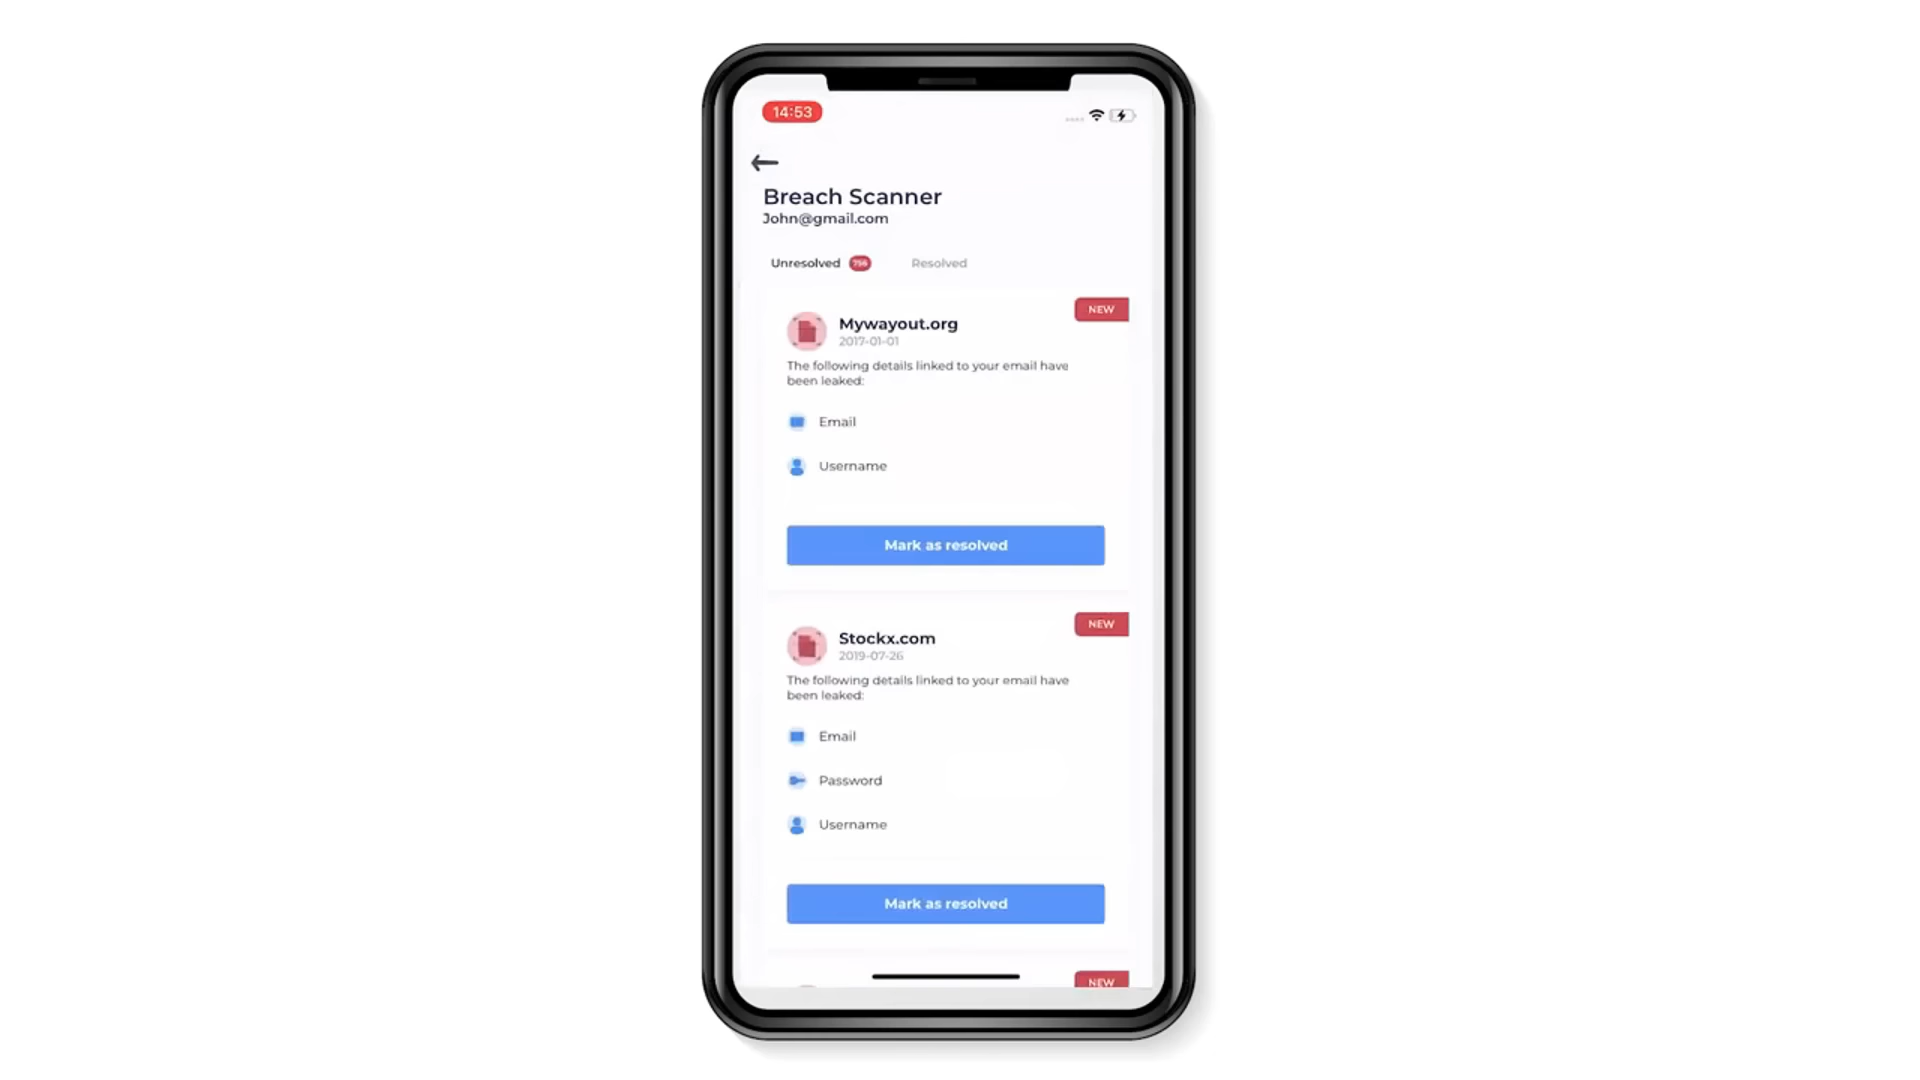 14:53
Breach Scanner
John@gmail.com
Unresolved 756 Resolved
NEW
Mywayout.org
2017-01-01
The following details linked to your email have
been leaked:
Email
Username
Mark as resolved
NEW
Stockx.com
2019-07-26
The following details linked to your email have
been leaked:
Email
Password
Username
Mark as resolved
NEW